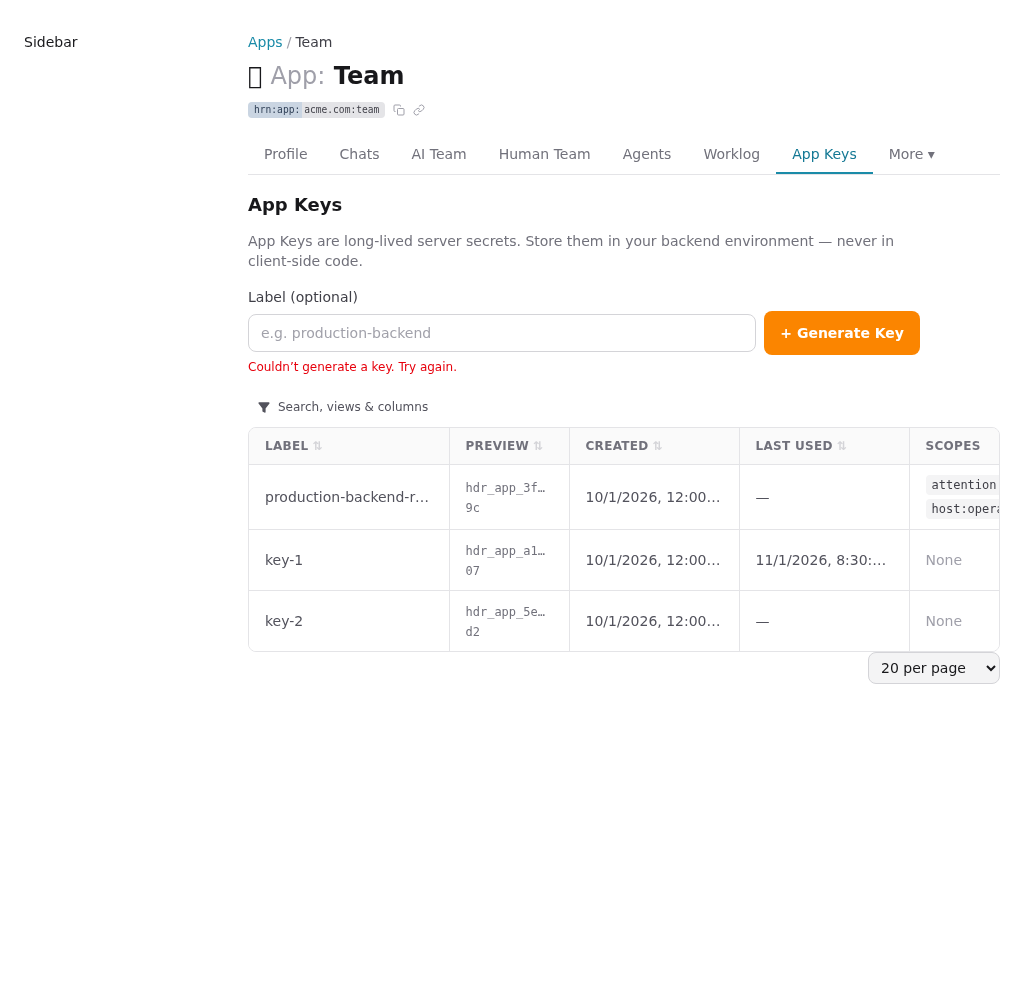 Sidebar
Apps / Team
App: Team
hrn:app: acme.com:team
Profile Chats AI Team Human Team Agents Worklog App Keys More ▾
App Keys
App Keys are long-lived server secrets. Store them in your backend environment — never in
client-side code.
Label (optional)
e.g. production-backend
+ Generate Key
Couldn’t generate a key. Try again.
Search, views & columns
LABEL ⇅ PREVIEW ⇅ CREATED ⇅ LAST USED ⇅ SCOPES
production-backend-r… hdr_app_3f…9c 10/1/2026, 12:00… — attention
host:opera
key-1 hdr_app_a1…07 10/1/2026, 12:00… 11/1/2026, 8:30:… None
key-2 hdr_app_5e…d2 10/1/2026, 12:00… — None
20 per page